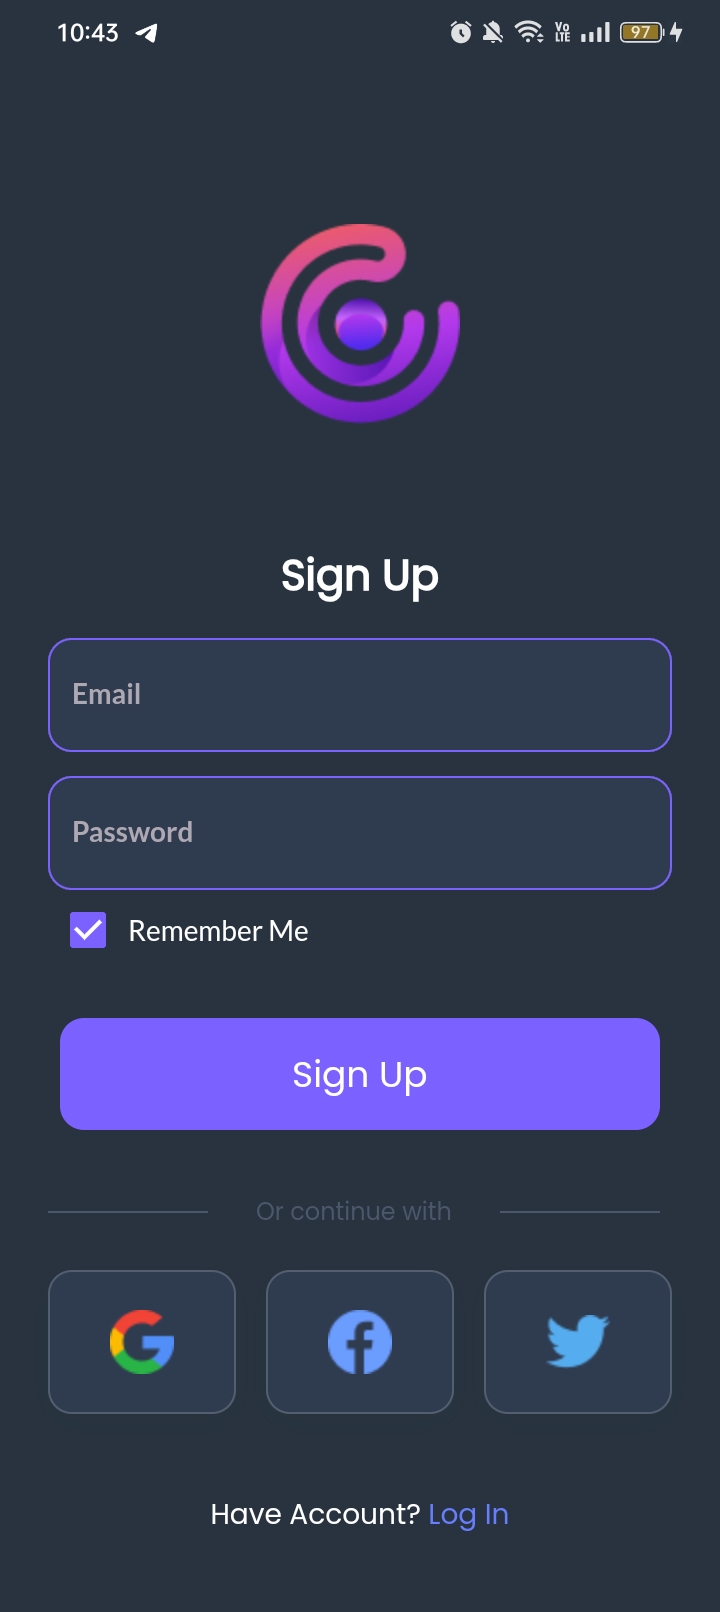 10:43
Vo LTE 97
Sign Up
Email
Password
Remember Me
Sign Up
Or continue with
Have Account? Log In